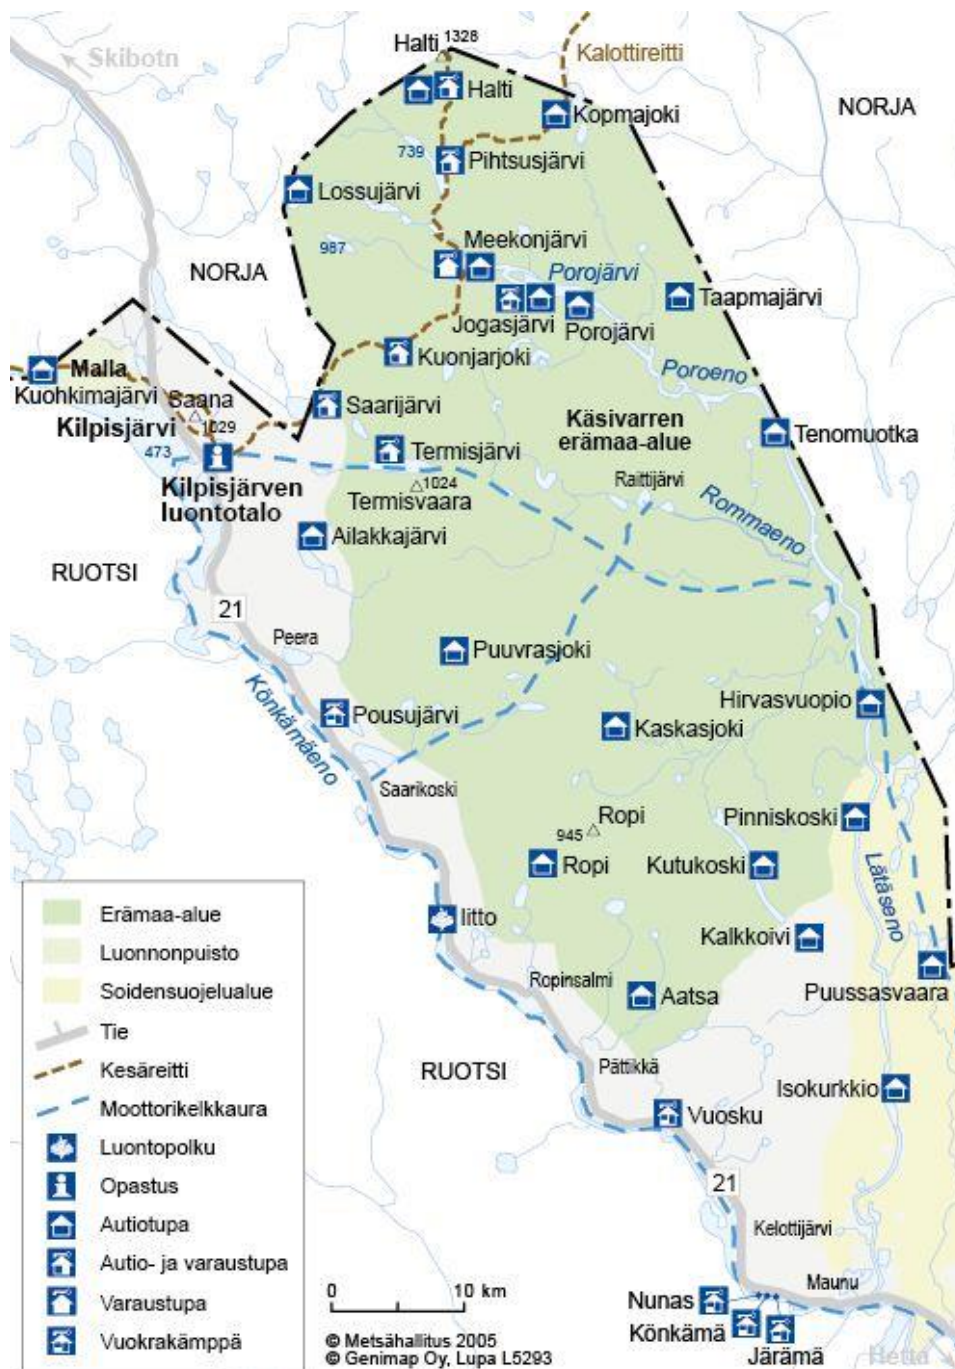 Skibotn
Halti 1328
Kalottireitti
Halti
Kopmajoki
NORJA
739
Pihtsusjärvi
Lossujärvi
987
Meekonjärvi
NORJA
Porojärvi
Taapmajärvi
Jogasjärvi
Porojärvi
Kuonjarjoki
Malla
Poroeno
Kuohkimajärvi
Saana
Saarijärvi
1029
Kilpisjärvi
Käsivarren
erämaa-alue
Tenomuotka
473
Termisjärvi
Kilpisjärven
luontotalo
1024
Termisvaara
Raittijärvi
Rommaeno
Ailakkajärvi
RUOTSI
21
Peera
Puuvrasjoki
Könkämäeno
Hirvasvuopio
Pousujärvi
Kaskasjoki
Saarikoski
Ropi
945
Pinniskoski
Ropi
Kutukoski
Lätäseno
Iitto
Kalkkoivi
Ropinsalmi
Puussasvaara
Aatsa
Pättikkä
RUOTSI
Isokurkkio
Vuosku
21
Kelottijärvi
Maunu
Nunas
Könkämä
Järämä
Hetta
Erämaa-alue
Luonnonpuisto
Soidensuojelualue
Tie
Kesäreitti
Moottorikelkkaura
Luontopolku
Opastus
Autiotupa
Autio- ja varaustupa
Varaustupa
Vuokrakämppä
0 10 km
© Metsähallitus 2005
© Genimap Oy, Lupa L5293